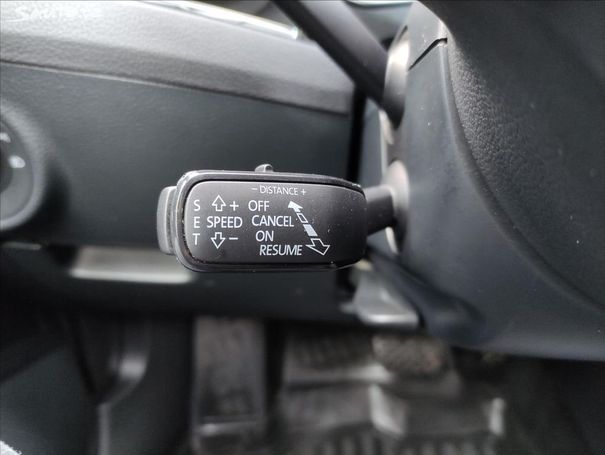 - DISTANCE +
S + OFF
E SPEED CANCEL
T - ON
RESUME